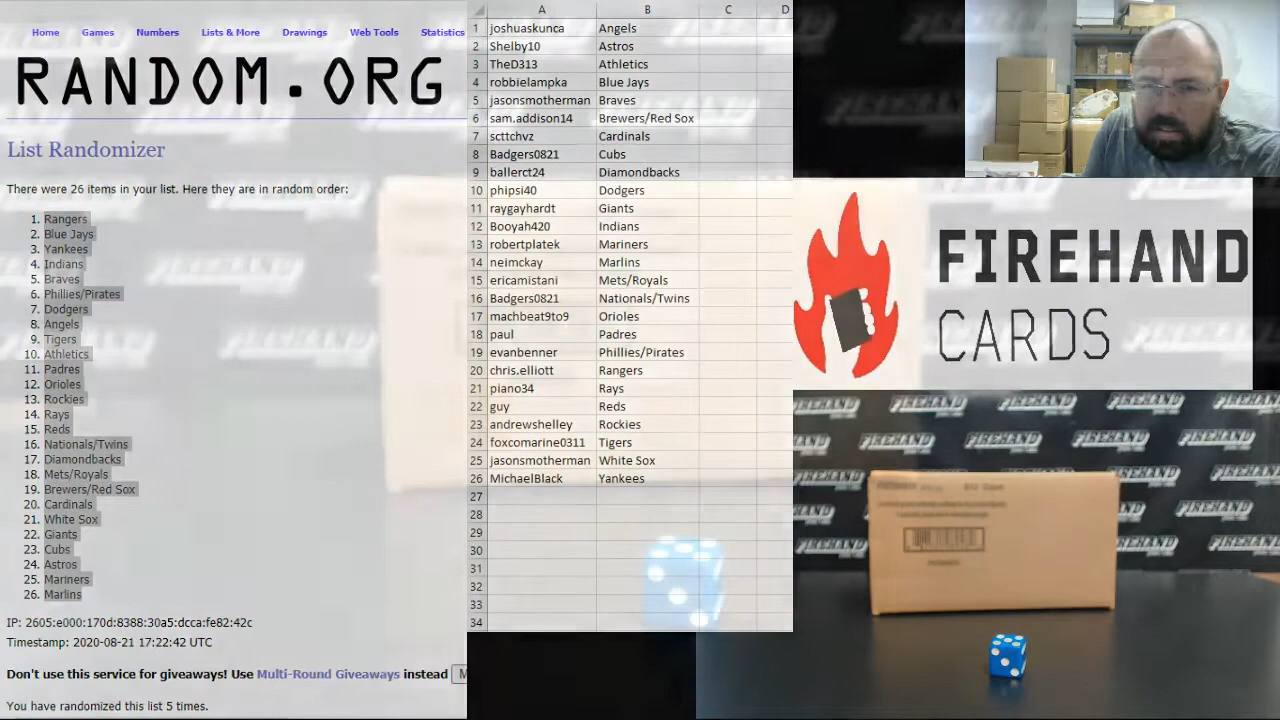 Home Games Numbers Lists & More Drawings Web Tools Statistics
RANDOM.ORG
List Randomizer
There were 26 items in your list. Here they are in random order:
1. Rangers
2. Blue Jays
3. Yankees
4. Indians
5. Braves
6. Phillies/Pirates
7. Dodgers
8. Angels
9. Tigers
10. Athletics
11. Padres
12. Orioles
13. Rockies
14. Rays
15. Reds
16. Nationals/Twins
17. Diamondbacks
18. Mets/Royals
19. Brewers/Red Sox
20. Cardinals
21. White Sox
22. Giants
23. Cubs
24. Astros
25. Mariners
26. Marlins
IP: 2605:e000:170d:8388:30a5:dcca:fe82:42c
Timestamp: 2020-08-21 17:22:42 UTC
Don't use this service for giveaways! Use Multi-Round Giveaways instead
You have randomized this list 5 times.
A B C D
1 joshuaskunca Angels
2 Shelby10 Astros
3 TheD313 Athletics
4 robbielampka Blue Jays
5 jasonsmotherman Braves
6 sam.addison14 Brewers/Red Sox
7 scttchvz Cardinals
8 Badgers0821 Cubs
9 ballerct24 Diamondbacks
10 phipsi40 Dodgers
11 raygayhardt Giants
12 Booyah420 Indians
13 robertplatek Mariners
14 neimckay Marlins
15 ericamistani Mets/Royals
16 Badgers0821 Nationals/Twins
17 machbeat9to9 Orioles
18 paul Padres
19 evanbenner Phillies/Pirates
20 chris.elliott Rangers
21 piano34 Rays
22 guy Reds
23 andrewshelley Rockies
24 foxcomarine0311 Tigers
25 jasonsmotherman White Sox
26 MichaelBlack Yankees
27
28
29
30
31
32
33
34
FIREHAND
CARDS
FIREHAND FIREHAND FIREHAND FIREHAND